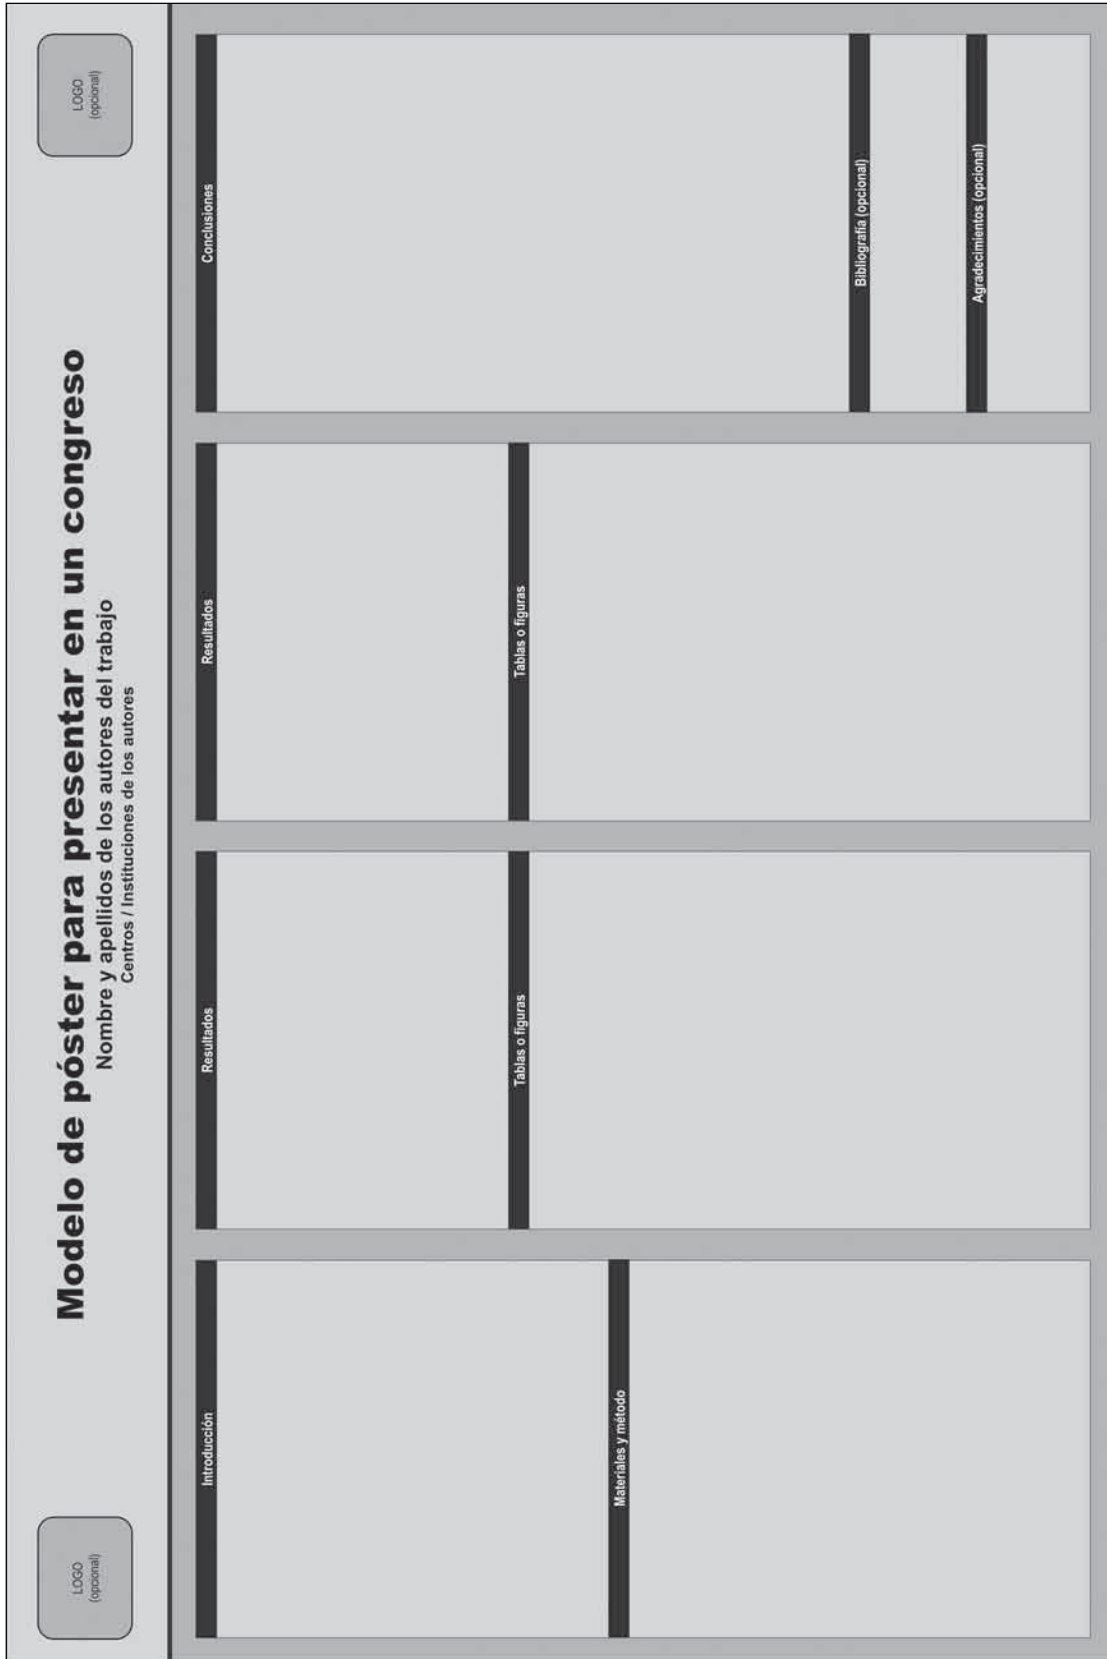 LOGO
(opcional)
Modelo de póster para presentar en un congreso
Nombre y apellidos de los autores del trabajo
Centros / Instituciones de los autores
LOGO
(opcional)
Introducción
Materiales y método
Resultados
Tablas o figuras
Resultados
Tablas o figuras
Conclusiones
Bibliografía (opcional)
Agradecimientos (opcional)